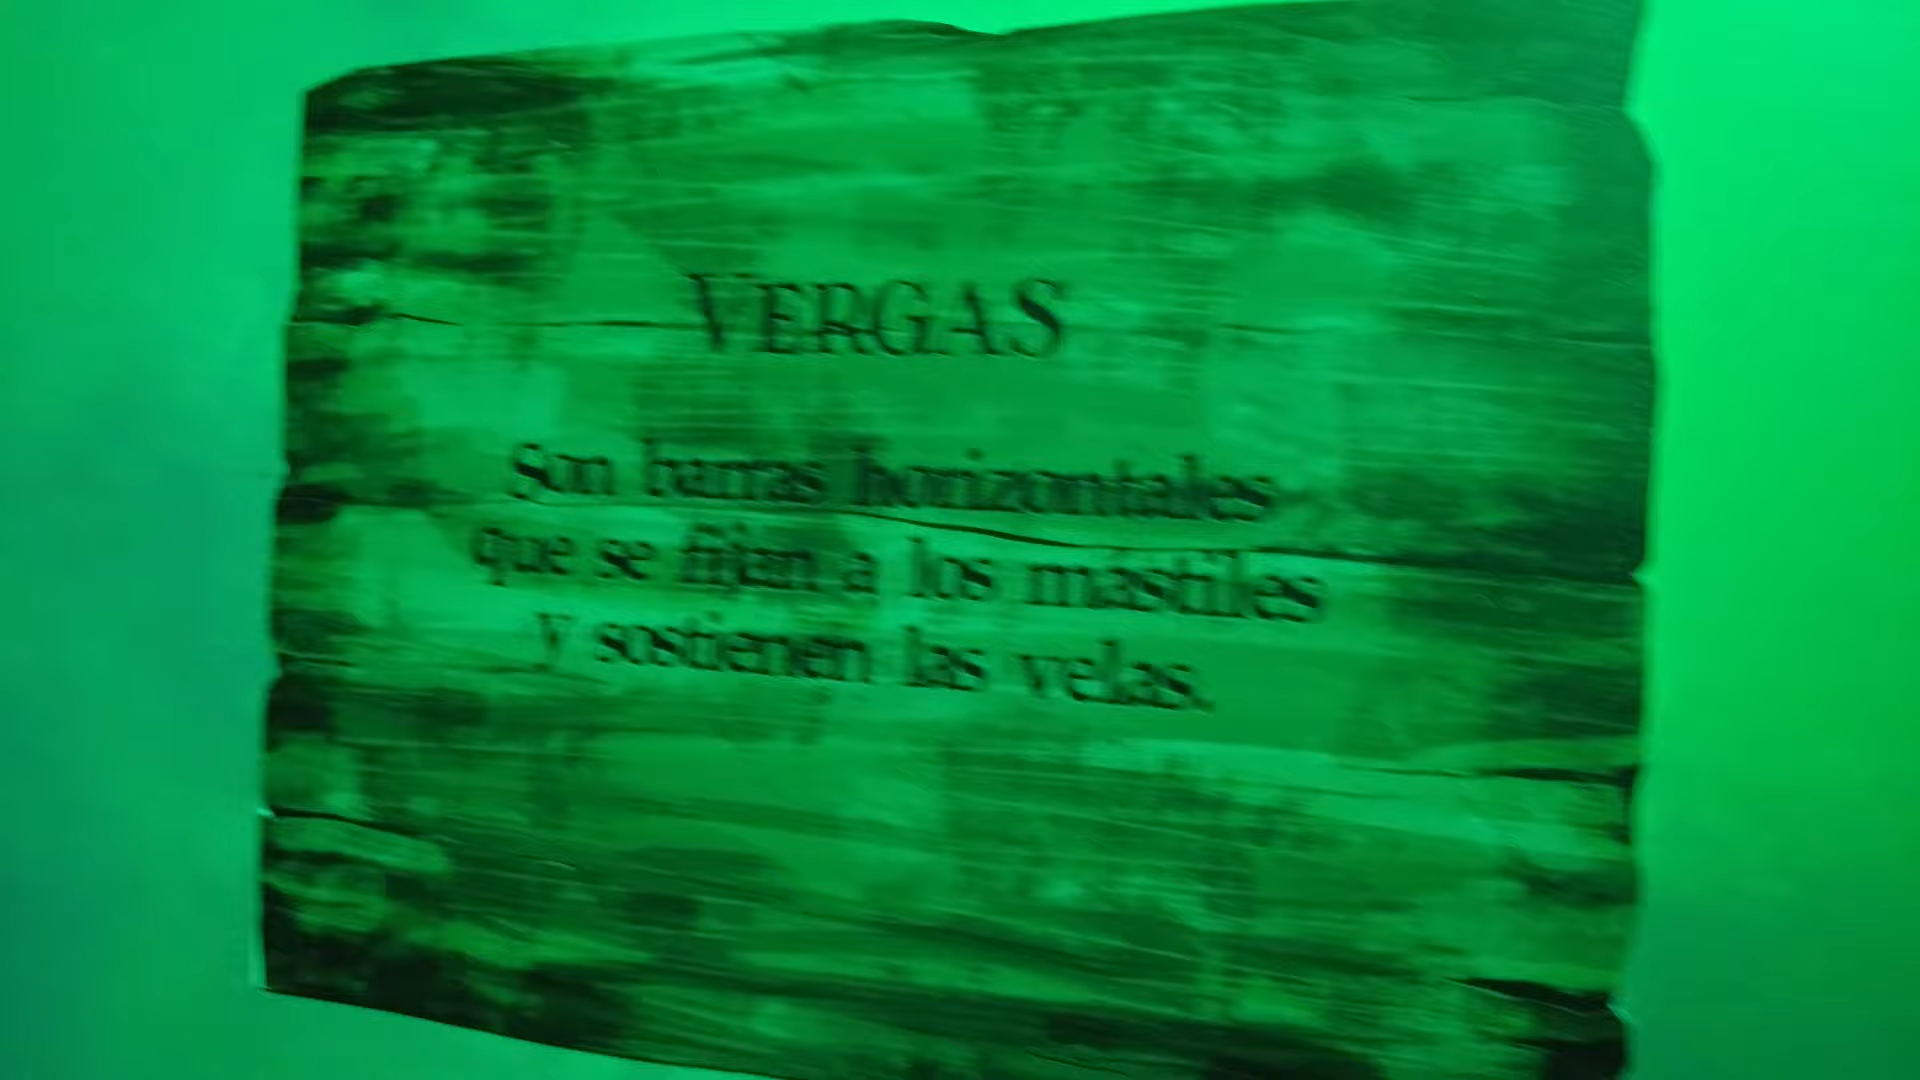 VERGAS
Son barras horizontales
que se fijan a los mástiles
y sostienen las velas.